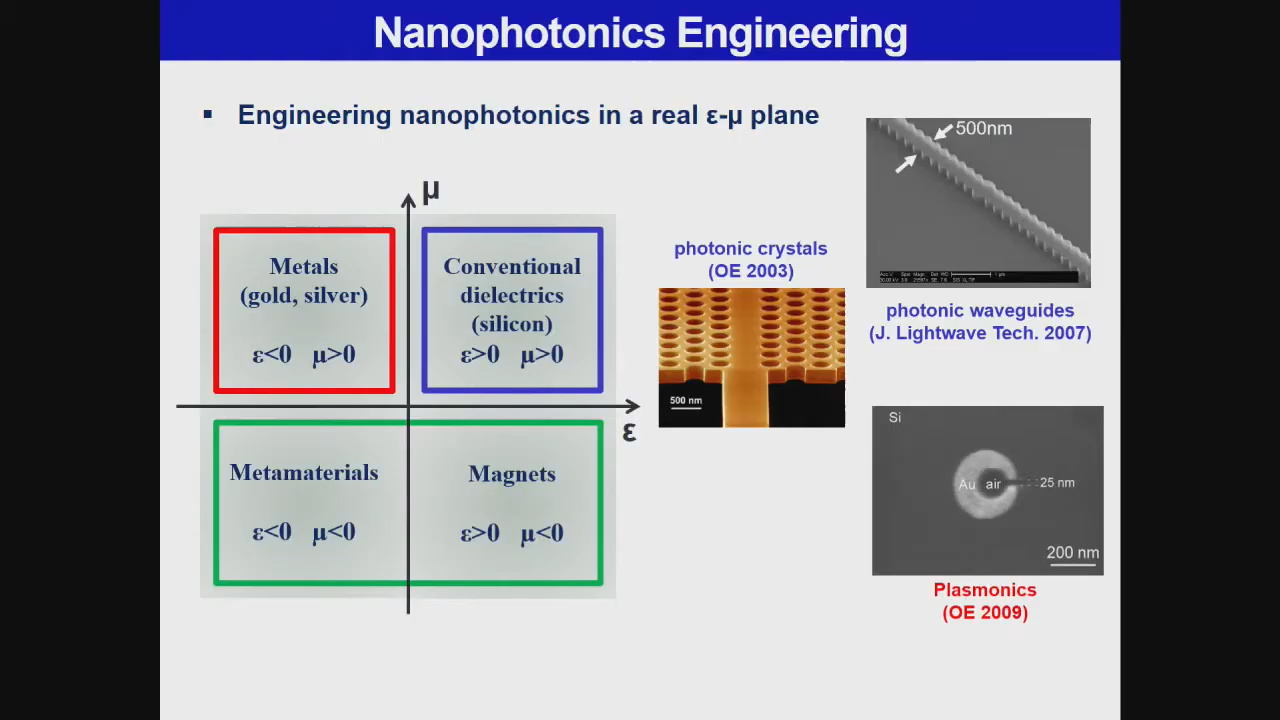 Nanophotonics Engineering
▪ Engineering nanophotonics in a real ε-μ plane
μ
ε
Metals
(gold, silver)
ε<0 μ>0
Conventional
dielectrics
(silicon)
ε>0 μ>0
Metamaterials
ε<0 μ<0
Magnets
ε>0 μ<0
photonic crystals
(OE 2003)
500 nm
500nm
photonic waveguides
(J. Lightwave Tech. 2007)
Si
Au air 25 nm
200 nm
Plasmonics
(OE 2009)